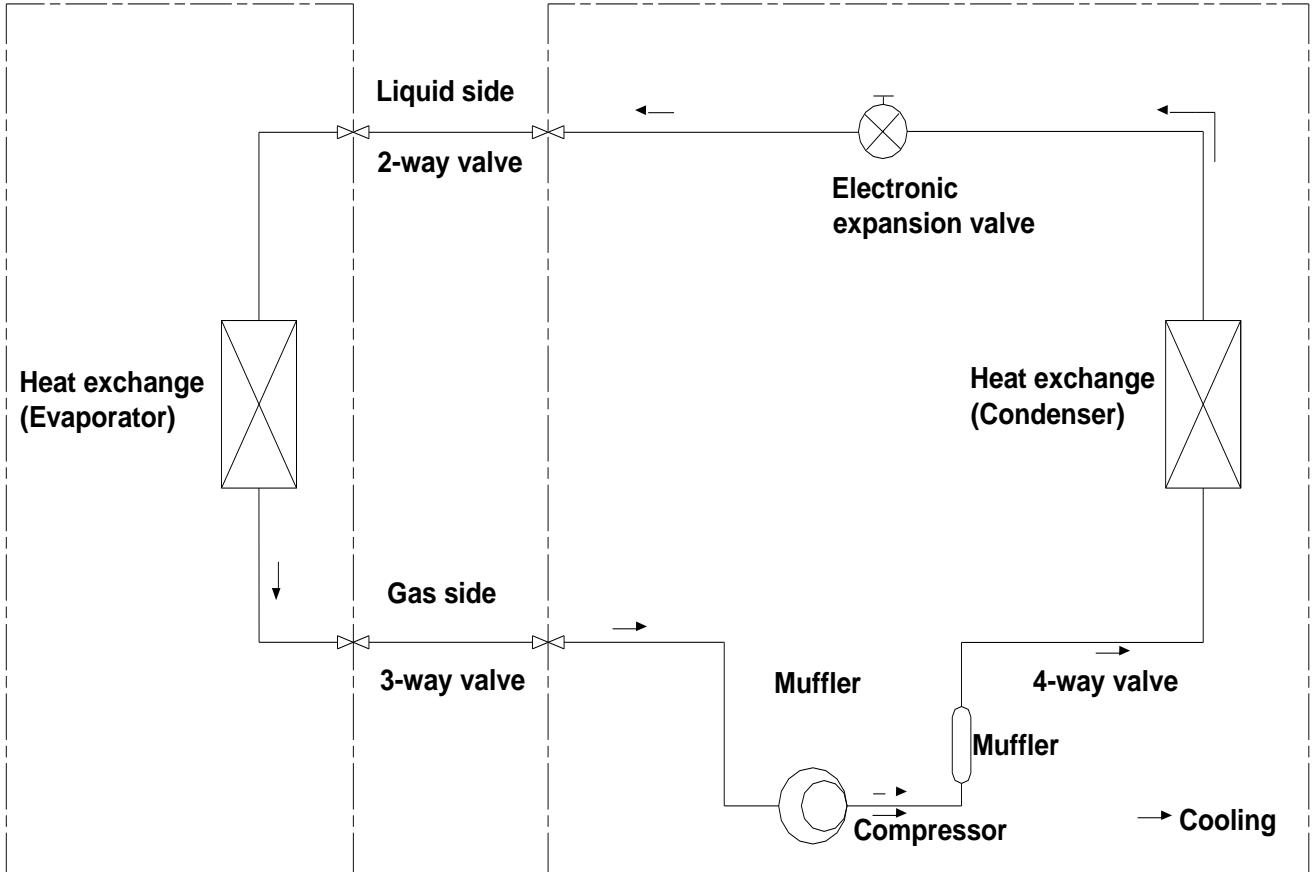 Liquid side
2-way valve
Electronic
expansion valve
Heat exchange
(Evaporator)
Heat exchange
(Condenser)
Gas side
3-way valve
Muffler
4-way valve
Muffler
Compressor
Cooling